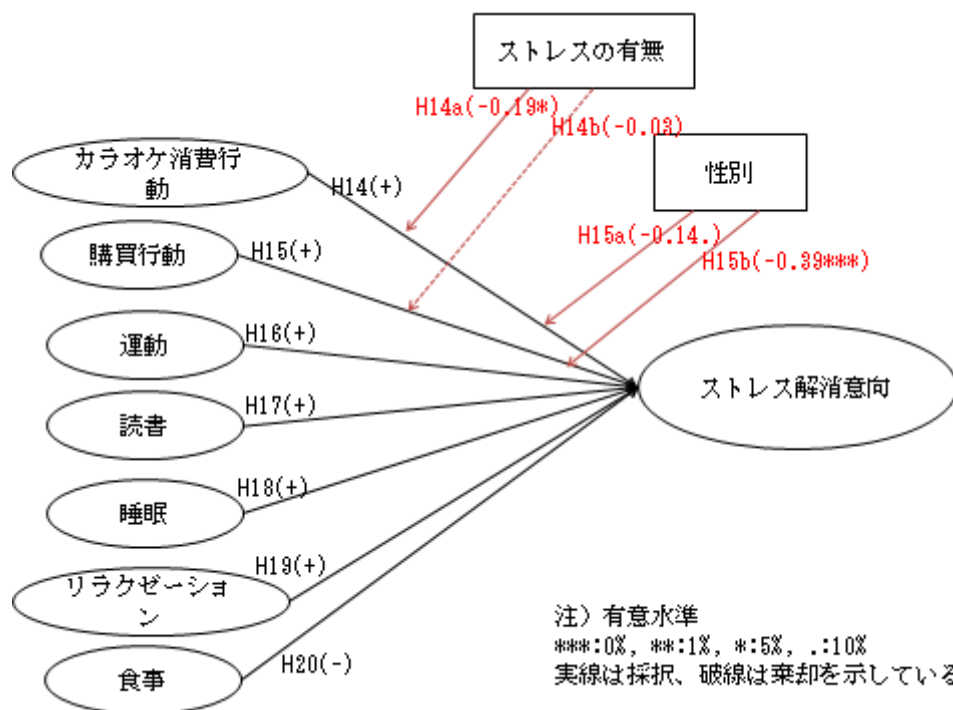 ストレスの有無
H14a(-0.19*)
H14b(-0.03)
カラオケ消費行
動
H14(+)
性別
購買行動
H15(+)
H15a(-0.14.)
H15b(-0.39***)
運動
H16(+)
ストレス解消意向
読書
H17(+)
睡眠
H18(+)
リラクゼーショ
ン
H19(+)
食事
H20(-)
注）有意水準
***:0%, **:1%, *:5%, .:10%
実線は採択、破線は棄却を示している